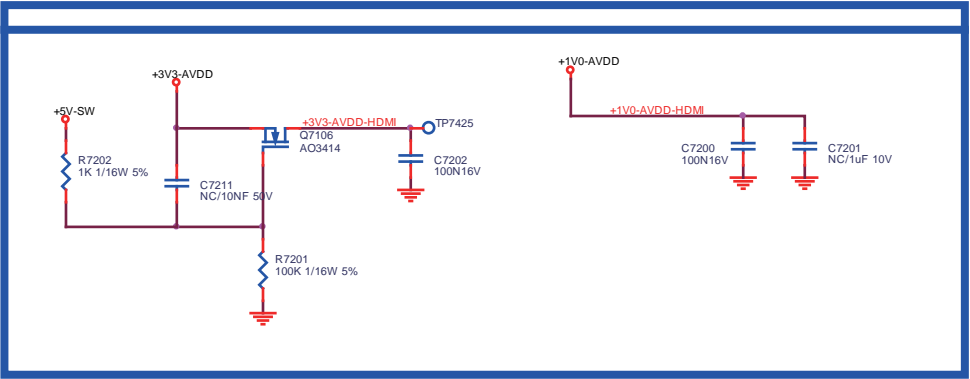 +3V3-AVDD
+5V-SW
+3V3-AVDD-HDMI
TP7425
Q7106
AO3414
R7202
1K 1/16W 5%
C7211
NC/10NF 50V
C7202
100N16V
R7201
100K 1/16W 5%
+1V0-AVDD
+1V0-AVDD-HDMI
C7200
100N16V
C7201
NC/1uF 10V